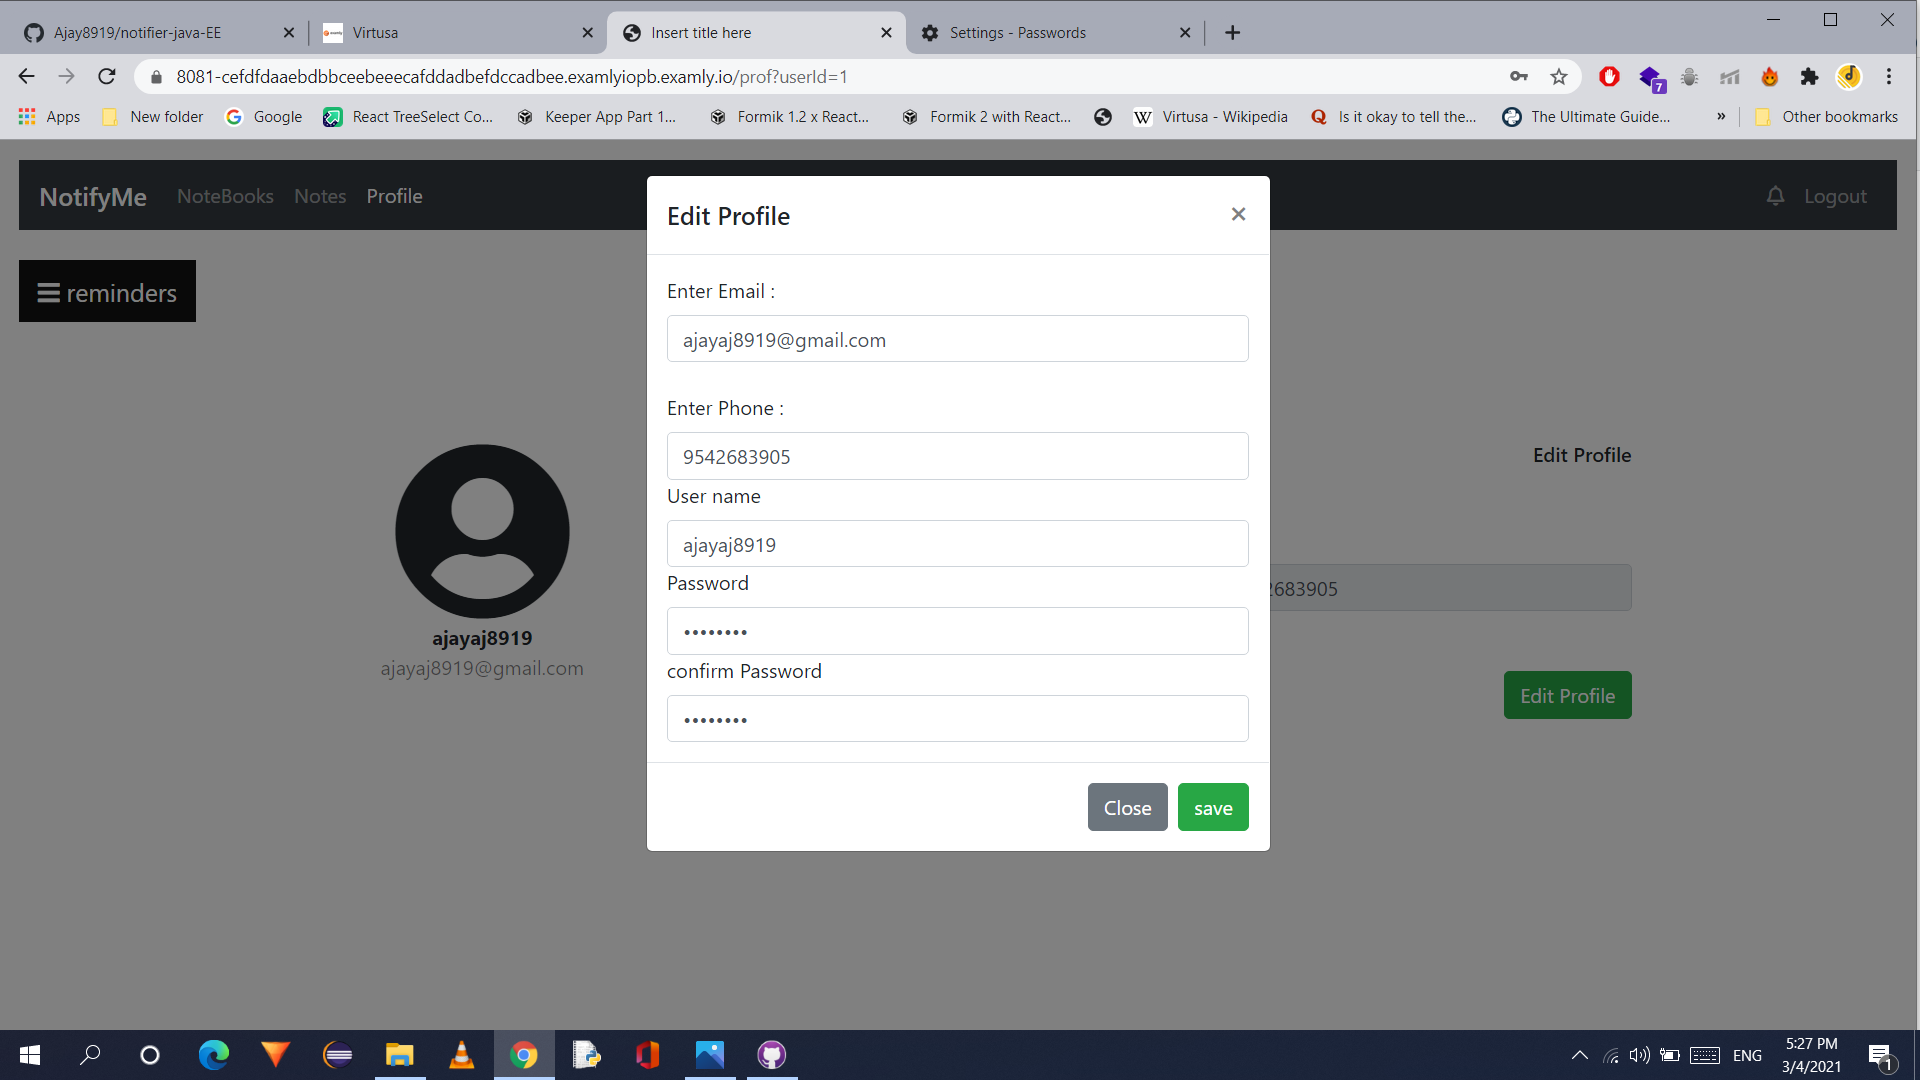 Ajay8919/notifier-java-EE
Virtusa
Insert title here
Settings - Passwords
8081-cefdfdaaebdbbceebeeecafddadbefdccadbee.examlyiopb.examly.io/prof?userId=1
7
Apps
New folder
Google
React TreeSelect Co...
Keeper App Part 1...
Formik 1.2 x React...
Formik 2 with React...
W Virtusa - Wikipedia
Is it okay to tell the...
The Ultimate Guide...
»
Other bookmarks
NotifyMe
NoteBooks
Notes
Profile
Logout
reminders
Edit Profile
×
Enter Email :
ajayaj8919@gmail.com
Enter Phone :
9542683905
User name
ajayaj8919
Password
••••••••
confirm Password
••••••••
Close
save
ajayaj8919
ajayaj8919@gmail.com
Edit Profile
2683905
Edit Profile
ENG
5:27 PM
3/4/2021
1